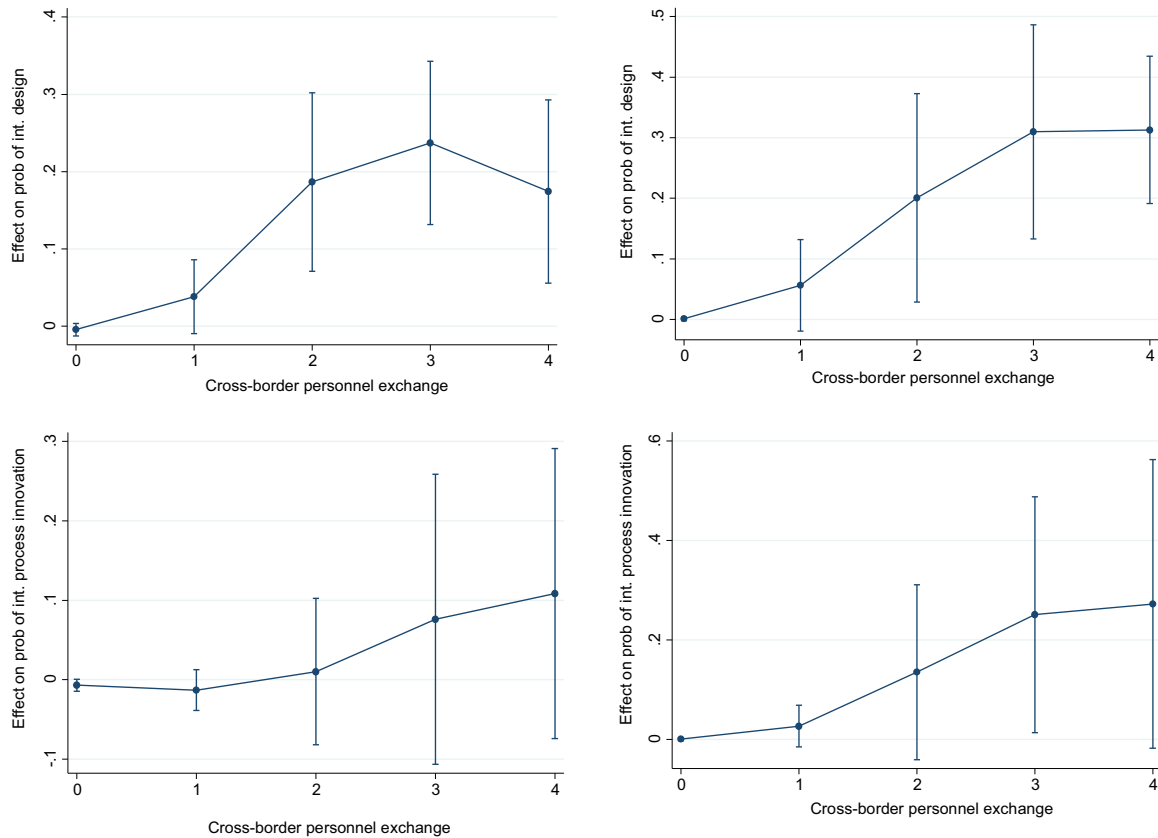 Effect on prob of int. design
.4
.3
.2
.1
0
0 1 2 3 4
Cross-border personnel exchange
Effect on prob of int. design
.5
.4
.3
.2
.1
0
0 1 2 3 4
Cross-border personnel exchange
Effect on prob of int. process innovation
.3
.2
.1
0
-.1
0 1 2 3 4
Cross-border personnel exchange
Effect on prob of int. process innovation
.6
.4
.2
0
0 1 2 3 4
Cross-border personnel exchange